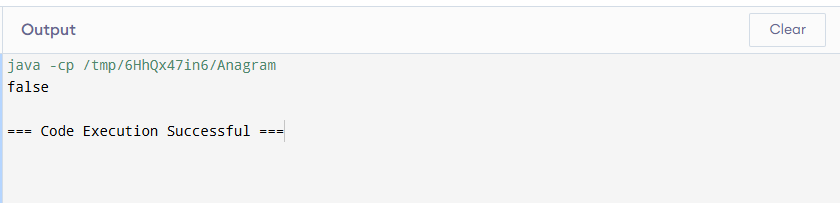 Output
Clear
java -cp /tmp/6HhQx47in6/Anagram
false
=== Code Execution Successful ===